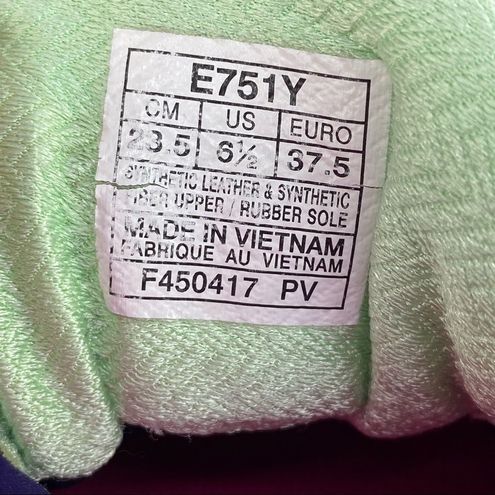 E751Y
CM US EURO
23.5 6½ 37.5
SYNTHETIC LEATHER & SYNTHETIC
FIBER UPPER / RUBBER SOLE
MADE IN VIETNAM
FABRIQUE AU VIETNAM
F450417 PV